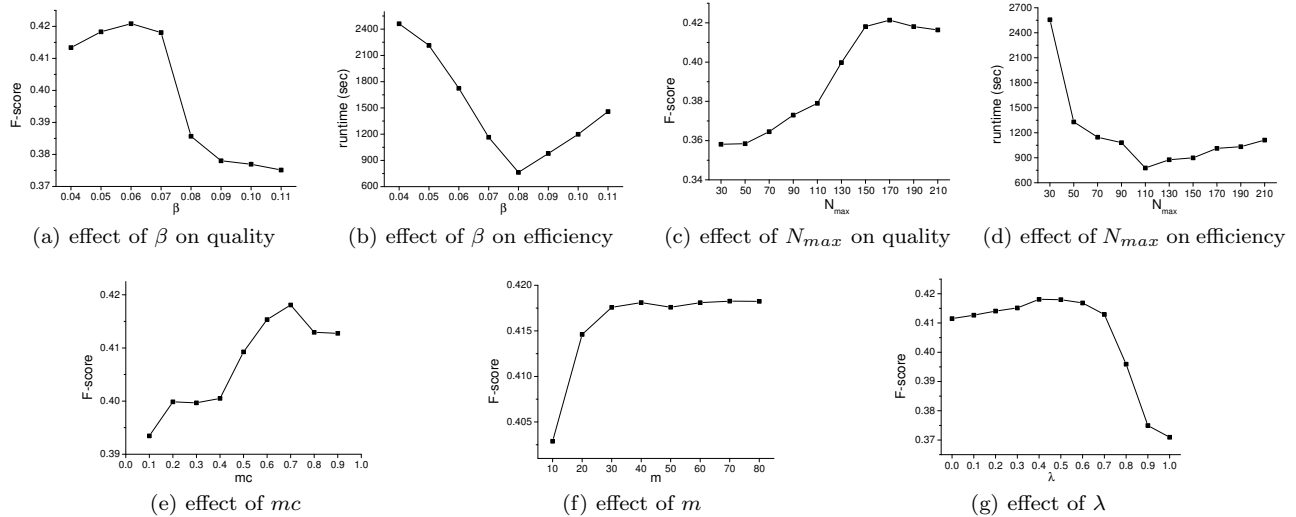 0.42
0.41
0.40
0.39
0.38
0.37
F-score
0.04 0.05 0.06 0.07 0.08 0.09 0.10 0.11
β
(a) effect of β on quality
2400
2100
1800
1500
1200
900
600
runtime (sec)
0.04 0.05 0.06 0.07 0.08 0.09 0.10 0.11
β
(b) effect of β on efficiency
0.42
0.40
0.38
0.36
0.34
F-score
30 50 70 90 110 130 150 170 190 210
Nmax
(c) effect of Nmax on quality
2700
2400
2100
1800
1500
1200
900
600
runtime (sec)
30 50 70 90 110 130 150 170 190 210
Nmax
(d) effect of Nmax on efficiency
0.42
0.41
0.40
0.39
F-score
0.0 0.1 0.2 0.3 0.4 0.5 0.6 0.7 0.8 0.9 1.0
mc
(e) effect of mc
0.420
0.415
0.410
0.405
F-score
10 20 30 40 50 60 70 80
m
(f) effect of m
0.42
0.41
0.40
0.39
0.38
0.37
F-score
0.0 0.1 0.2 0.3 0.4 0.5 0.6 0.7 0.8 0.9 1.0
λ
(g) effect of λ